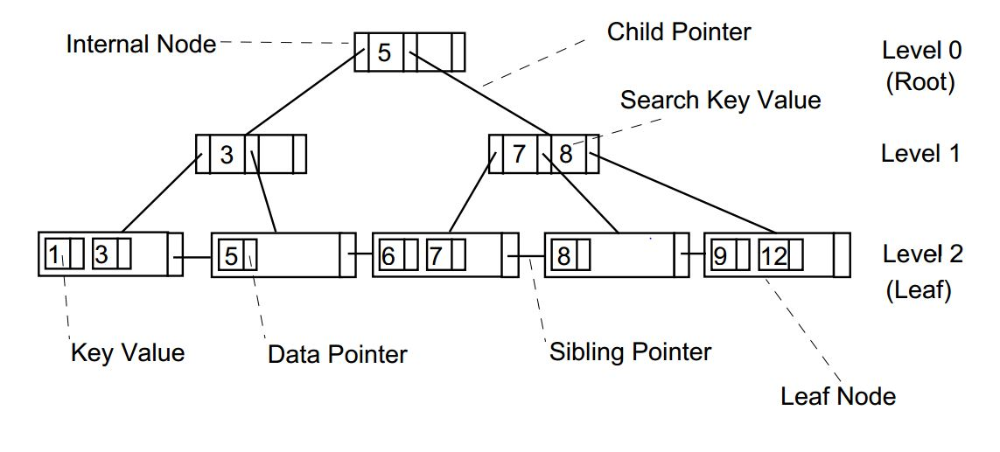 Internal Node
5
Child Pointer
Level 0
(Root)
Search Key Value
3
7 8
Level 1
1 3
5
6 7
8
9 12
Level 2
(Leaf)
Key Value
Data Pointer
Sibling Pointer
Leaf Node